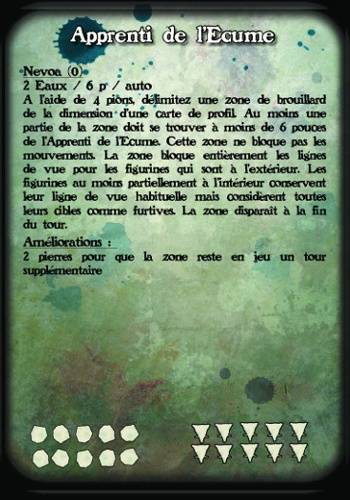 Apprenti de l'Ecume
Nevoa (0)
2 Eaux / 6 p / auto
A l'aide de 4 pions, délimitez une zone de brouillard
de la dimension d'une carte de profil. Au moins une
partie de la zone doit se trouver à moins de 6 pouces
de l'Apprenti de l'Ecume. Cette zone ne bloque pas les
mouvements. La zone bloque entièrement les lignes
de vue pour les figurines qui sont à l'extérieur. Les
figurines au moins partiellement à l'intérieur conservent
leur ligne de vue habituelle mais considèrent toutes
leurs cibles comme furtives. La zone disparait à la fin
du tour.
Améliorations :
2 pierres pour que la zone reste en jeu un tour
supplémentaire